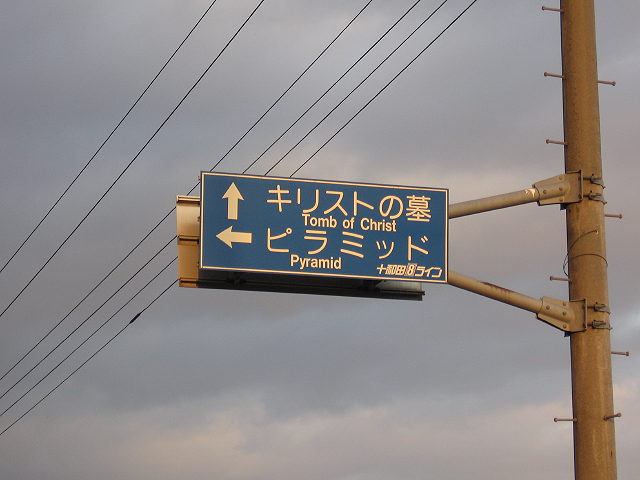 キリストの墓
Tomb of Christ
ピラミッド
Pyramid
十和田8ライン